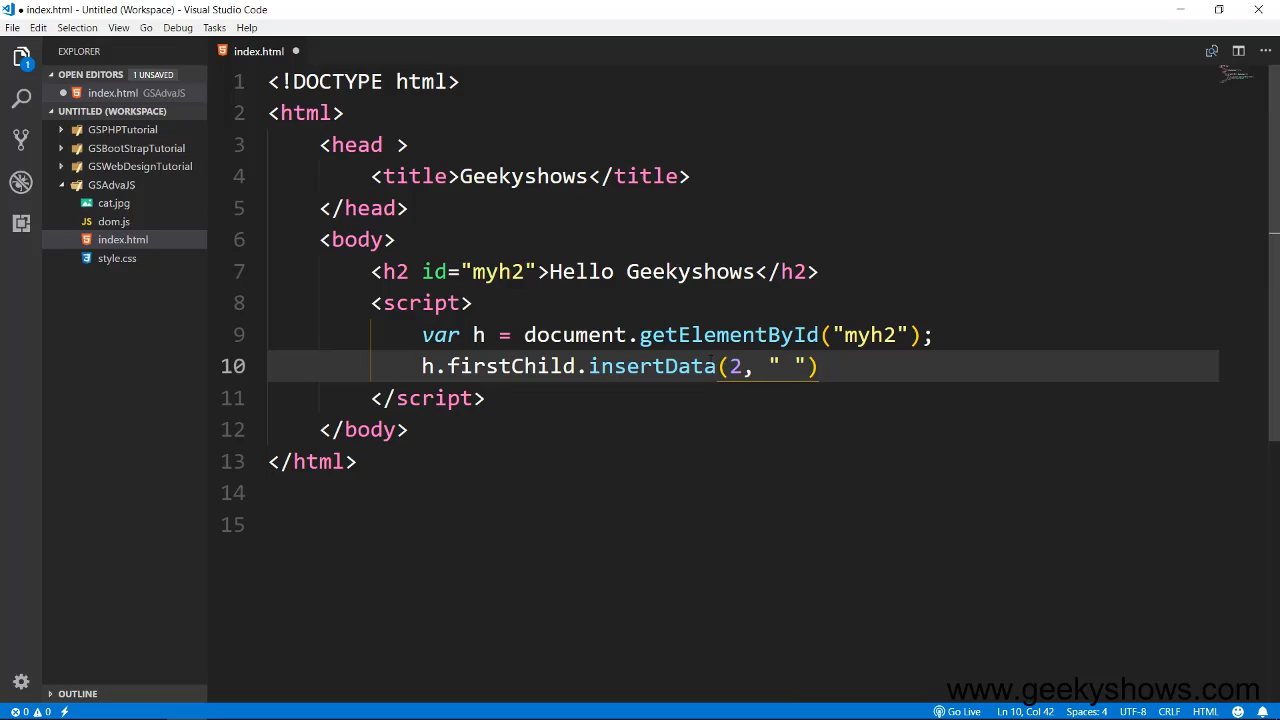 index.html - Untitled (Workspace) - Visual Studio Code
File Edit Selection View Go Debug Tasks Help
EXPLORER
index.html
OPEN EDITORS 1 UNSAVED
index.html GSAdvaJS
UNTITLED (WORKSPACE)
GSPHPTutorial
GSBootStrapTutorial
GSWebDesignTutorial
GSAdvaJS
cat.jpg
JS dom.js
index.html
style.css
OUTLINE
1
1 <!DOCTYPE html>
2 <html>
3 <head >
4 <title>Geekyshows</title>
5 </head>
6 <body>
7 <h2 id="myh2">Hello Geekyshows</h2>
8 <script>
9 var h = document.getElementById("myh2");
10 h.firstChild.insertData(2, " ")
11 </script>
12 </body>
13 </html>
14
15
www.geekyshows.com
0 0 Go Live Ln 10, Col 42 Spaces: 4 UTF-8 CRLF HTML